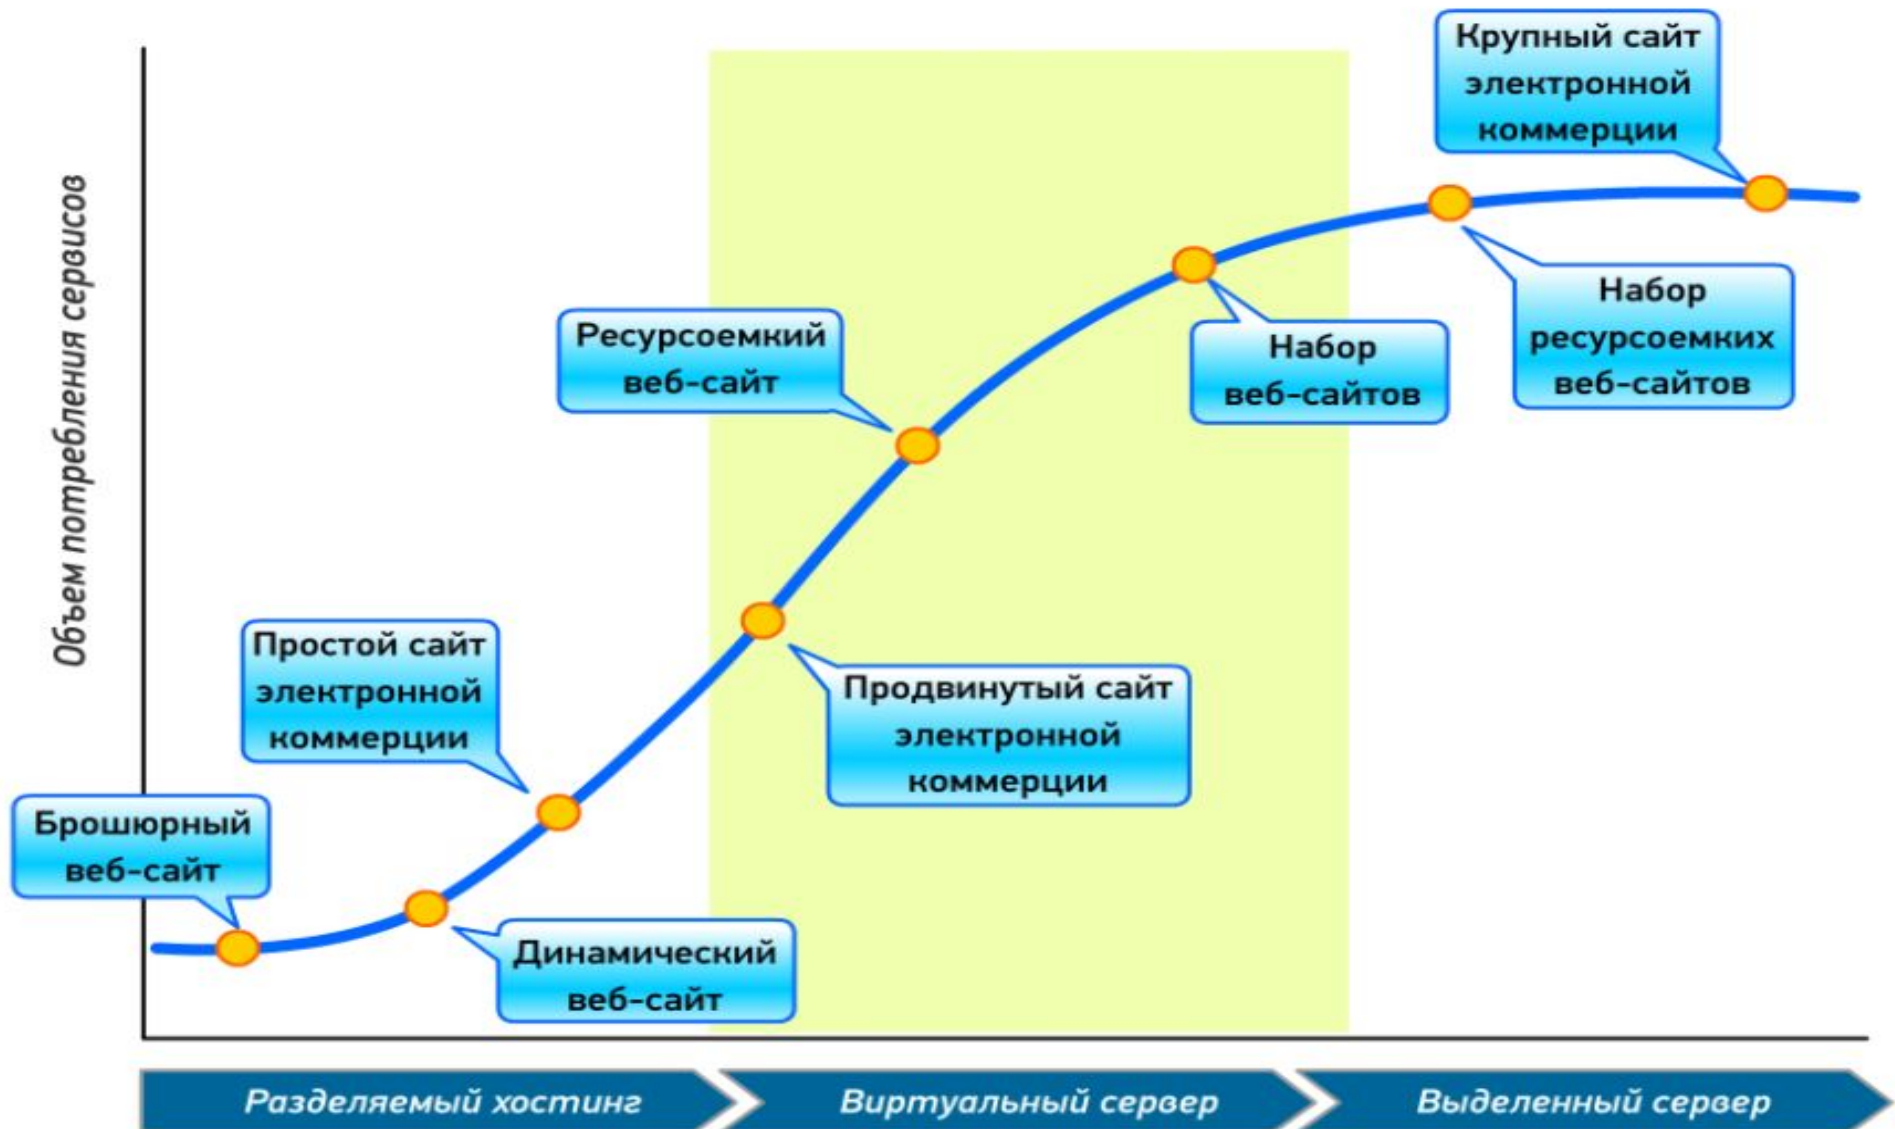 Крупный сайт
электронной
коммерции
Объем потребления сервисов
Набор
ресурсоемких
веб-сайтов
Ресурсоемкий
веб-сайт
Набор
веб-сайтов
Простой сайт
электронной
коммерции
Продвинутый сайт
электронной
коммерции
Брошюрный
веб-сайт
Динамический
веб-сайт
Разделяемый хостинг
Виртуальный сервер
Выделенный сервер